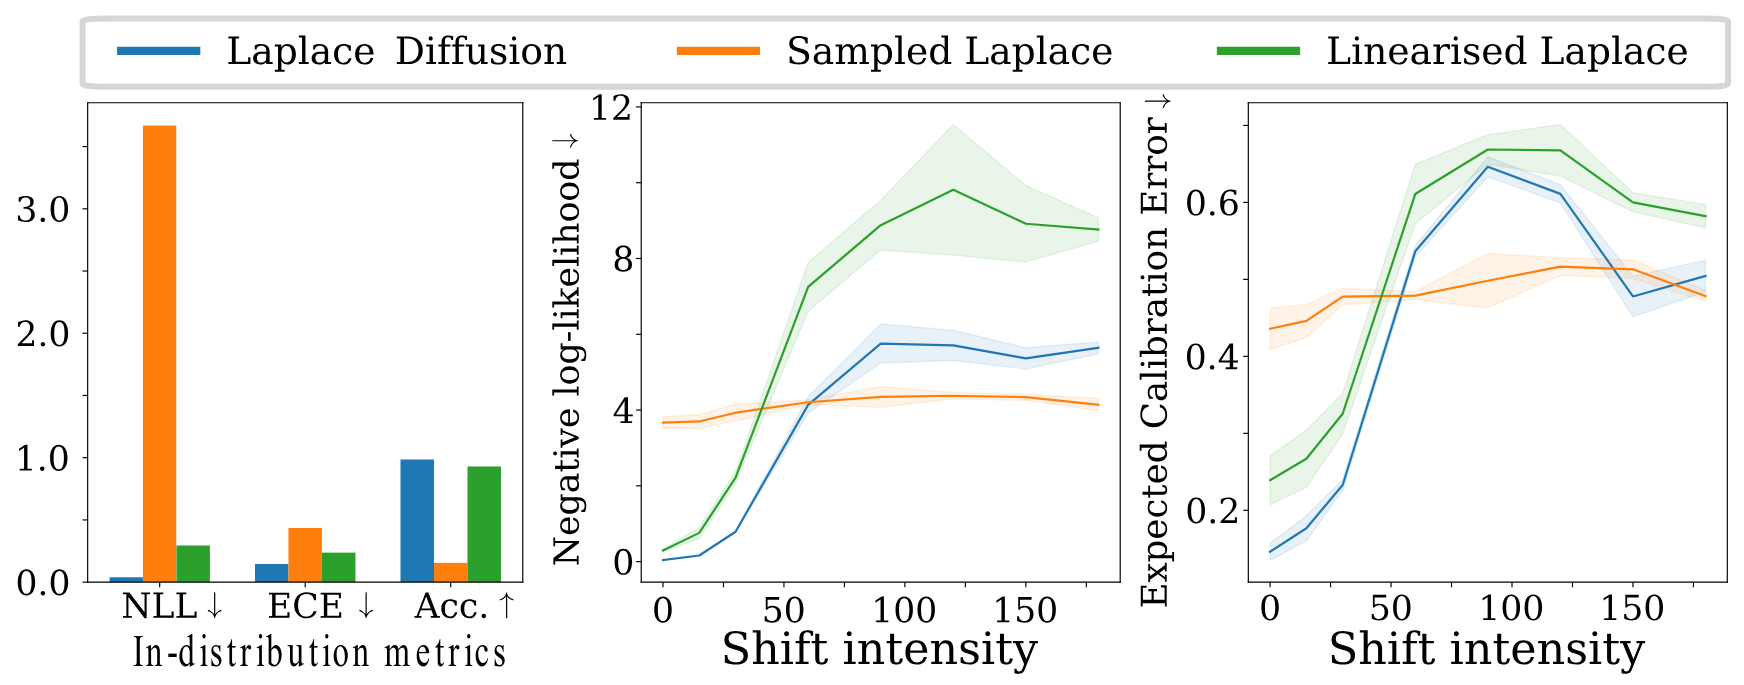 Laplace Diffusion Sampled Laplace Linearised Laplace
3.0
2.0
1.0
0.0
NLL ↓ ECE ↓ Acc. ↑
In-distribution metrics
Negative log-likelihood ↓
12
8
4
0
0 50 100 150
Shift intensity
Expected Calibration Error ↓
0.6
0.4
0.2
0 50 100 150
Shift intensity